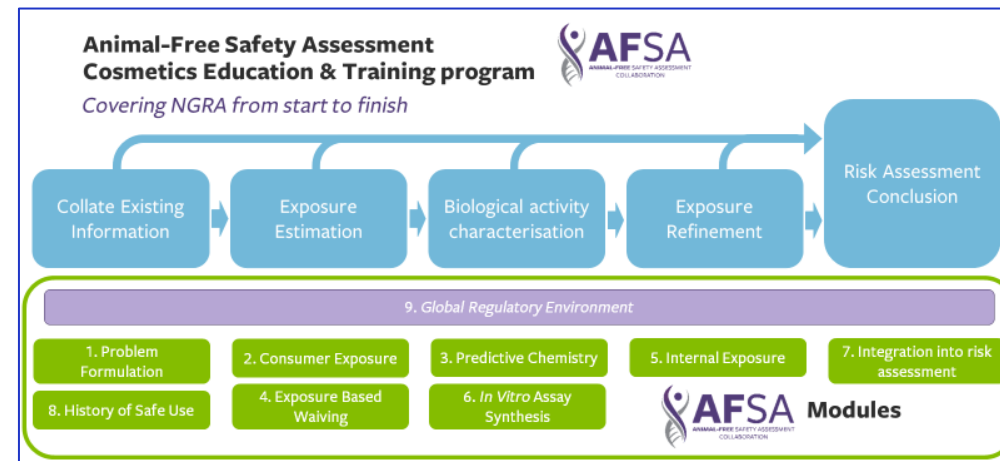 Animal-Free Safety Assessment
Cosmetics Education & Training program
Covering NGRA from start to finish
AFSA
ANIMAL-FREE SAFETY ASSESSMENT
COLLABORATION
Collate Existing
Information
Exposure
Estimation
Biological activity
characterisation
Exposure
Refinement
Risk Assessment
Conclusion
9. Global Regulatory Environment
1. Problem
Formulation
2. Consumer Exposure
3. Predictive Chemistry
5. Internal Exposure
7. Integration into risk
assessment
8. History of Safe Use
4. Exposure Based
Waiving
6. In Vitro Assay
Synthesis
AFSA
ANIMAL-FREE SAFETY ASSESSMENT
COLLABORATION
Modules